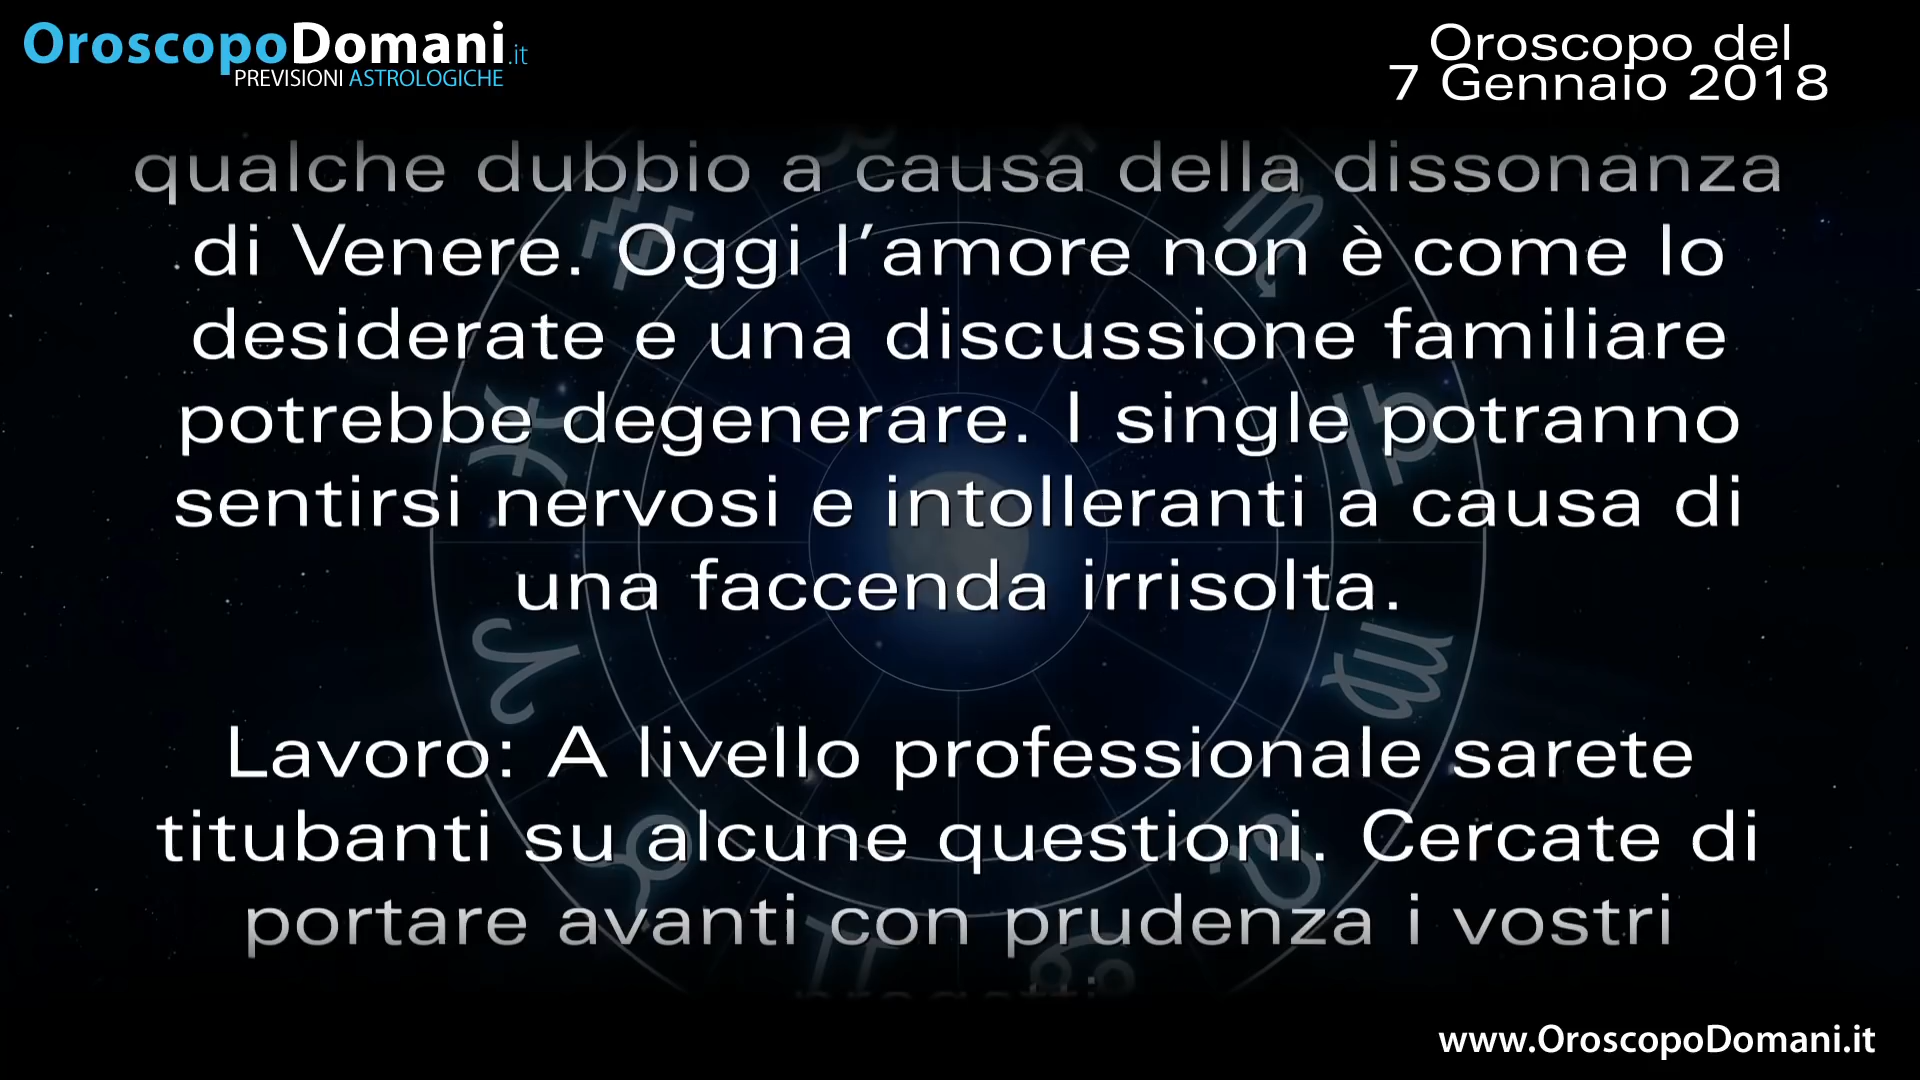 OroscopoDomani.it
PREVISIONI ASTROLOGICHE
Oroscopo del
7 Gennaio 2018
qualche dubbio a causa della dissonanza
di Venere. Oggi l’amore non è come lo
desiderate e una discussione familiare
potrebbe degenerare. I single potranno
sentirsi nervosi e intolleranti a causa di
una faccenda irrisolta.
Lavoro: A livello professionale sarete
titubanti su alcune questioni. Cercate di
portare avanti con prudenza i vostri
www.OroscopoDomani.it